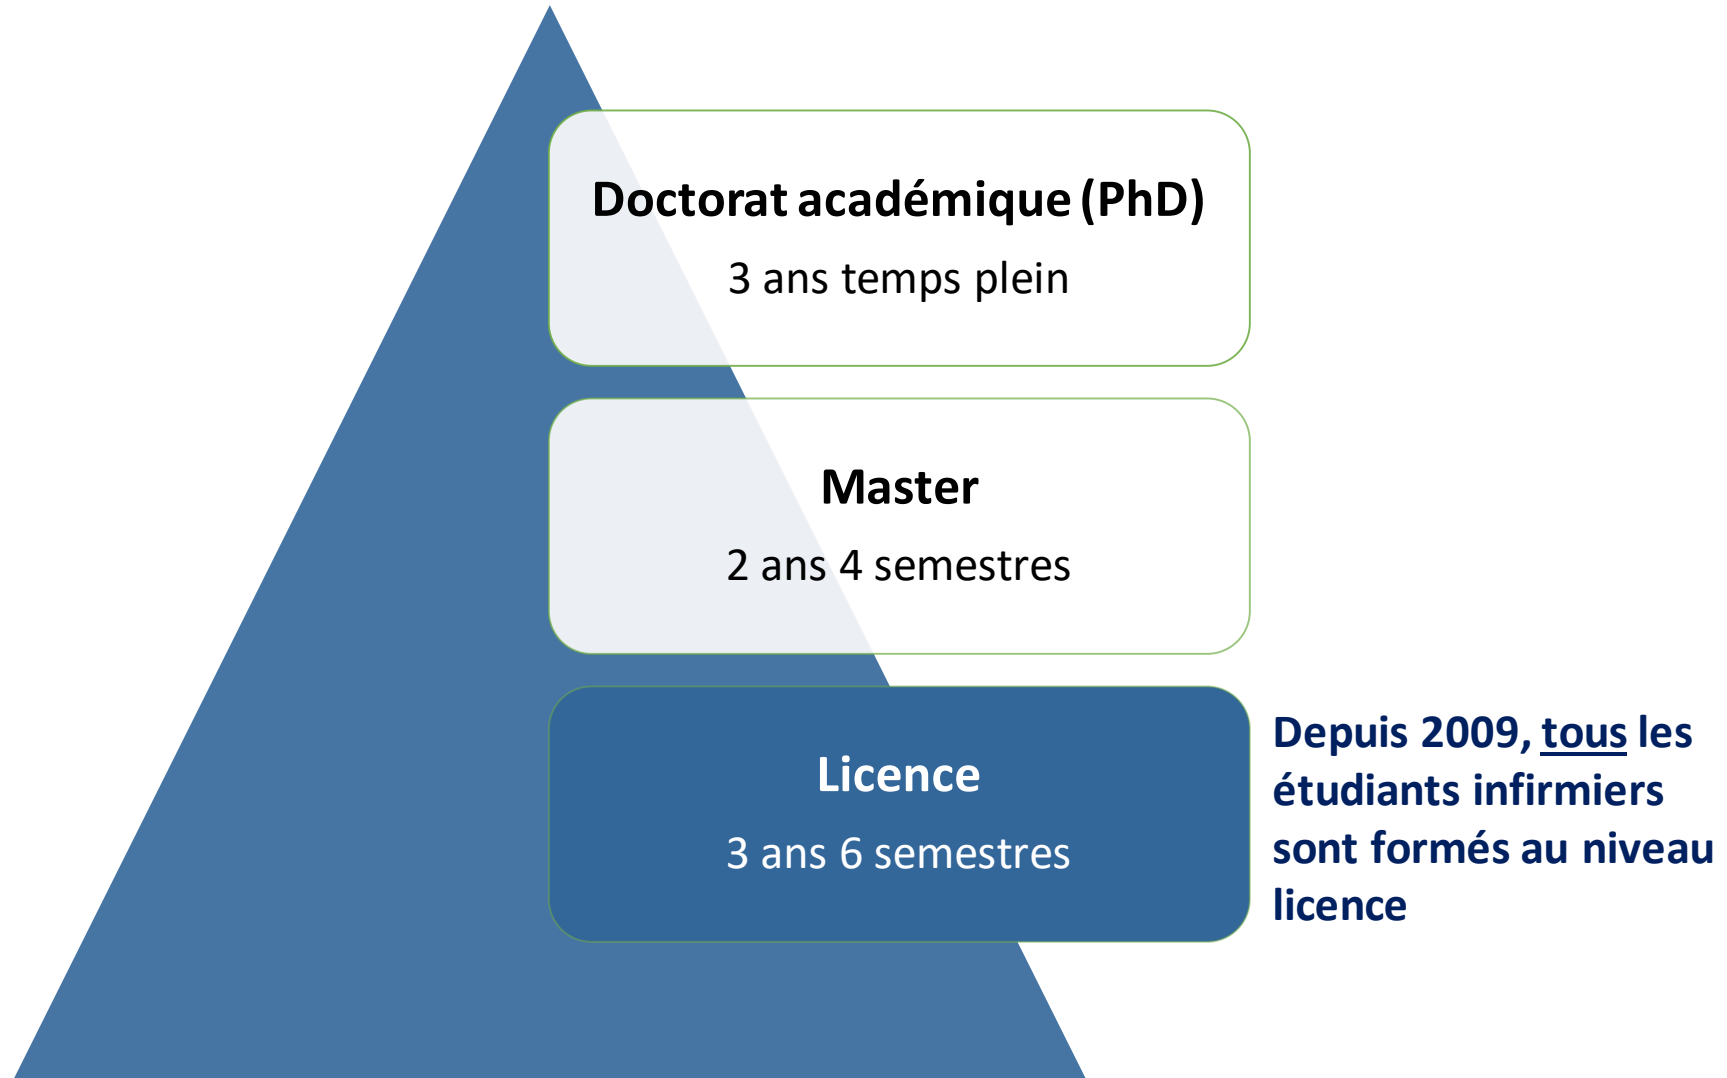 Doctorat académique (PhD)
3 ans temps plein
Master
2 ans 4 semestres
Licence
3 ans 6 semestres
Depuis 2009, tous les
étudiants infirmiers
sont formés au niveau
licence